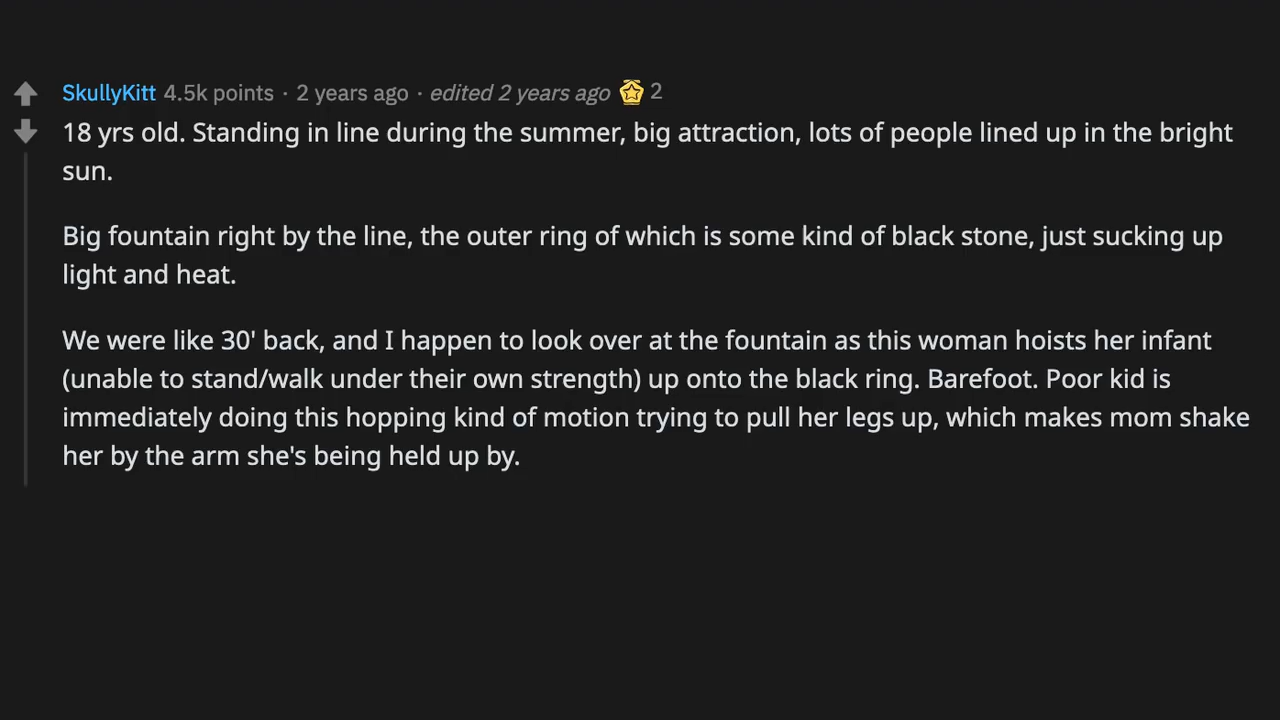 SkullyKitt 4.5k points · 2 years ago · edited 2 years ago 2
18 yrs old. Standing in line during the summer, big attraction, lots of people lined up in the bright
sun.
Big fountain right by the line, the outer ring of which is some kind of black stone, just sucking up
light and heat.
We were like 30' back, and I happen to look over at the fountain as this woman hoists her infant
(unable to stand/walk under their own strength) up onto the black ring. Barefoot. Poor kid is
immediately doing this hopping kind of motion trying to pull her legs up, which makes mom shake
her by the arm she's being held up by.